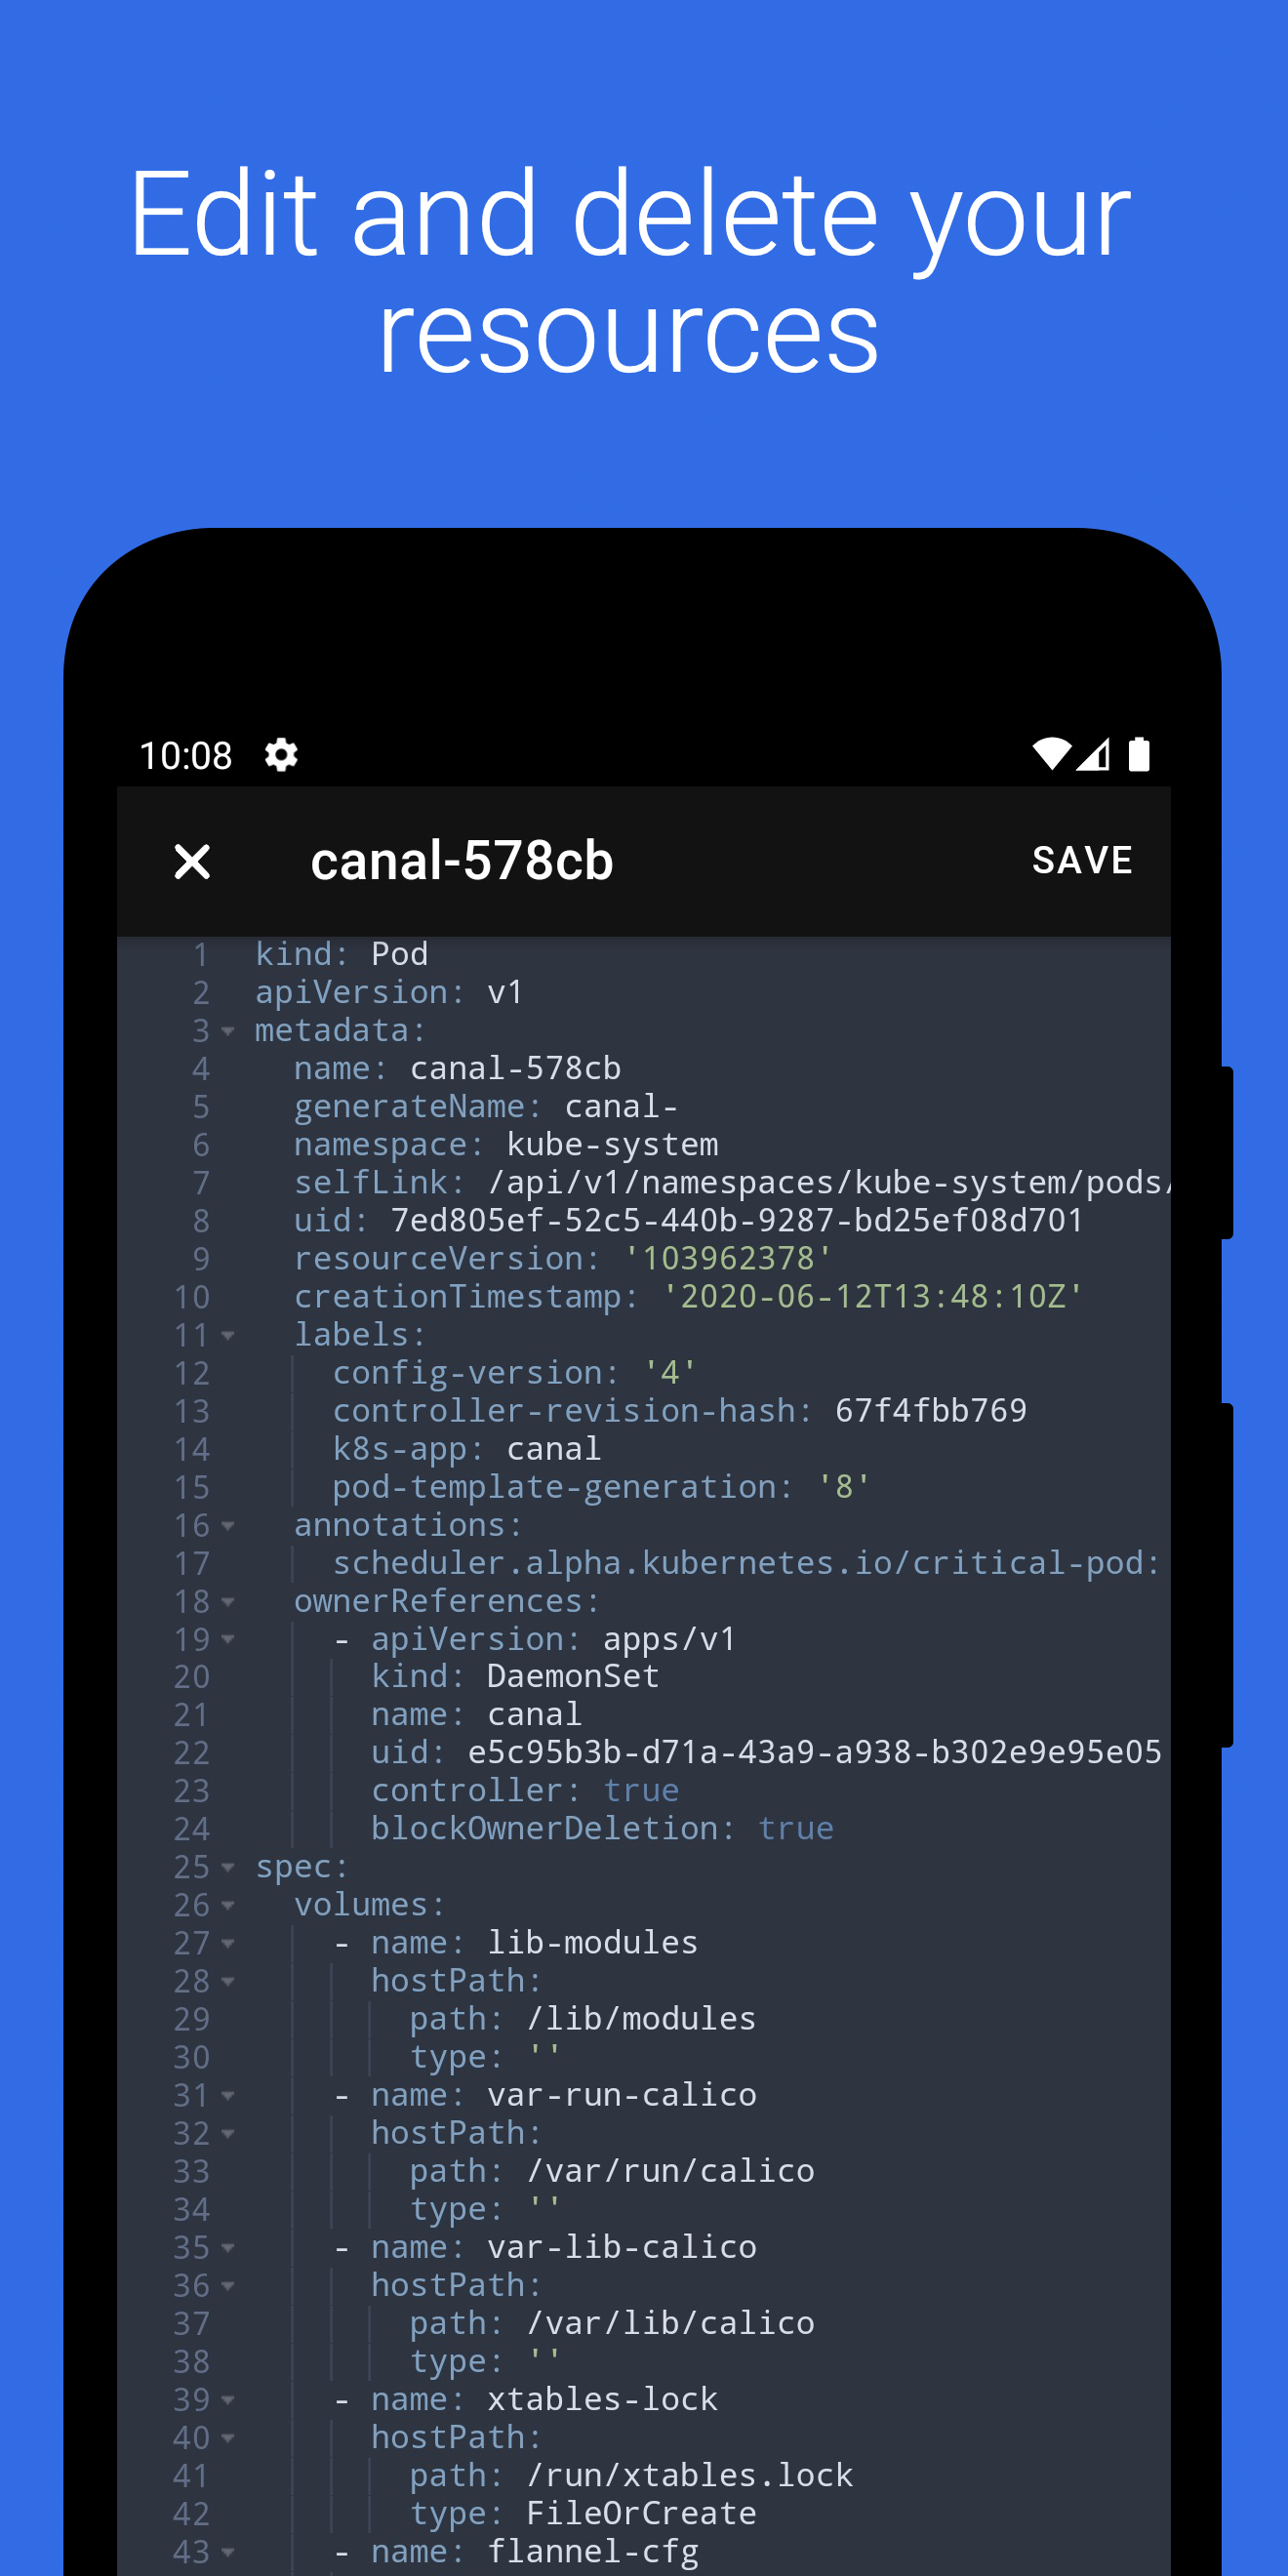 Edit and delete your
resources
10:08
canal-578cb
SAVE
1 kind: Pod
2 apiVersion: v1
3 metadata:
4   name: canal-578cb
5   generateName: canal-
6   namespace: kube-system
7   selfLink: /api/v1/namespaces/kube-system/pods/
8   uid: 7ed805ef-52c5-440b-9287-bd25ef08d701
9   resourceVersion: '103962378'
10   creationTimestamp: '2020-06-12T13:48:10Z'
11   labels:
12     config-version: '4'
13     controller-revision-hash: 67f4fbb769
14     k8s-app: canal
15     pod-template-generation: '8'
16   annotations:
17     scheduler.alpha.kubernetes.io/critical-pod:
18   ownerReferences:
19     - apiVersion: apps/v1
20       kind: DaemonSet
21       name: canal
22       uid: e5c95b3b-d71a-43a9-a938-b302e9e95e05
23       controller: true
24       blockOwnerDeletion: true
25 spec:
26   volumes:
27     - name: lib-modules
28       hostPath:
29         path: /lib/modules
30         type: ''
31     - name: var-run-calico
32       hostPath:
33         path: /var/run/calico
34         type: ''
35     - name: var-lib-calico
36       hostPath:
37         path: /var/lib/calico
38         type: ''
39     - name: xtables-lock
40       hostPath:
41         path: /run/xtables.lock
42         type: FileOrCreate
43     - name: flannel-cfg